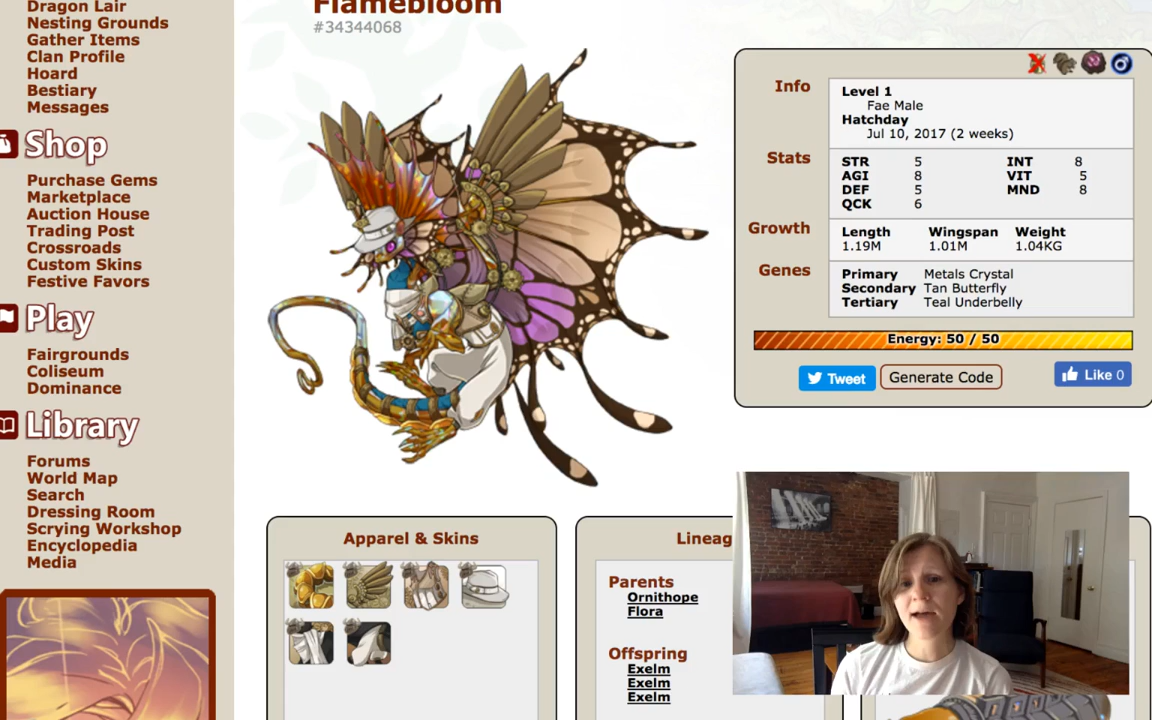 Dragon Lair
Nesting Grounds
Gather Items
Clan Profile
Hoard
Bestiary
Messages
Shop
Purchase Gems
Marketplace
Auction House
Trading Post
Crossroads
Custom Skins
Festive Favors
Play
Fairgrounds
Coliseum
Dominance
Library
Forums
World Map
Search
Dressing Room
Scrying Workshop
Encyclopedia
Media
Flamebloom
#34344068
Info
Level 1
Fae Male
Hatchday
Jul 10, 2017 (2 weeks)
Stats
STR 5 INT 8
AGI 8 VIT 5
DEF 5 MND 8
QCK 6
Growth
Length Wingspan Weight
1.19M 1.01M 1.04KG
Genes
Primary Metals Crystal
Secondary Tan Butterfly
Tertiary Teal Underbelly
Energy: 50 / 50
Tweet Generate Code Like 0
Apparel & Skins
Lineag
Parents
Ornithope
Flora
Offspring
Exelm
Exelm
Exelm